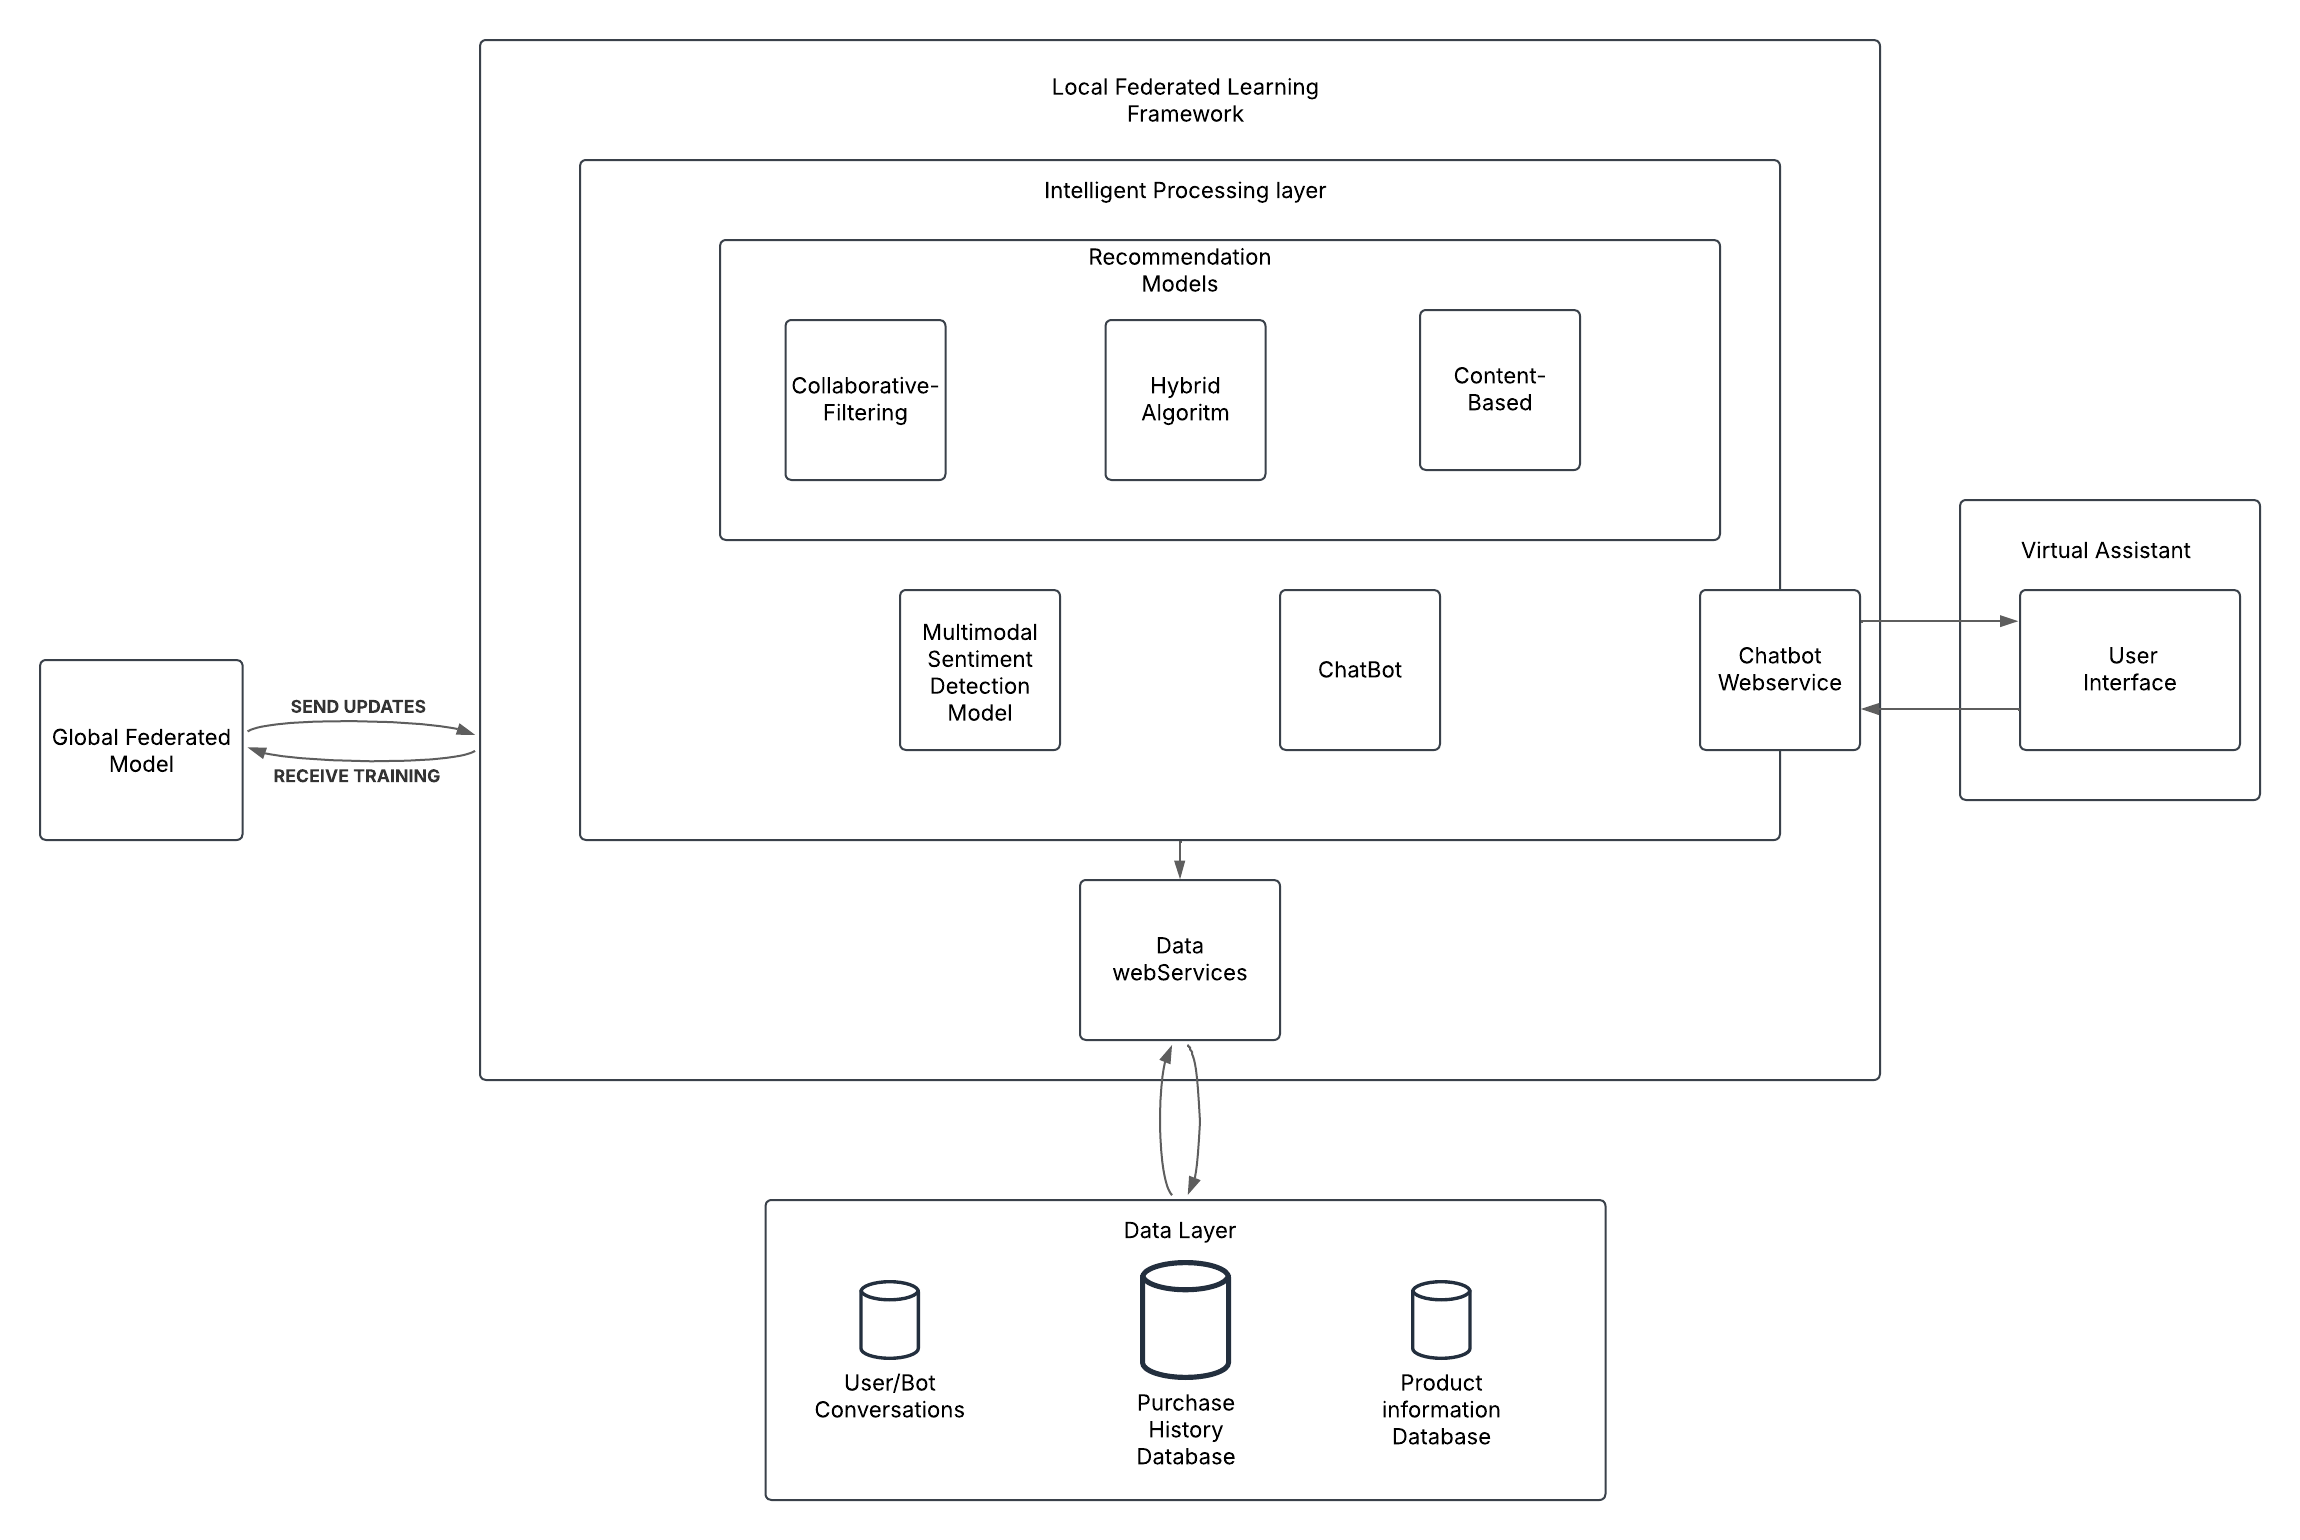 Local Federated Learning
Framework
Intelligent Processing layer
Recommendation
Models
Collaborative-
Filtering
Hybrid
Algoritm
Content-
Based
Multimodal
Sentiment
Detection
Model
ChatBot
Chatbot
Webservice
Virtual Assistant
User
Interface
Global Federated
Model
SEND UPDATES
RECEIVE TRAINING
Data
webServices
Data Layer
User/Bot
Conversations
Purchase
History
Database
Product
information
Database